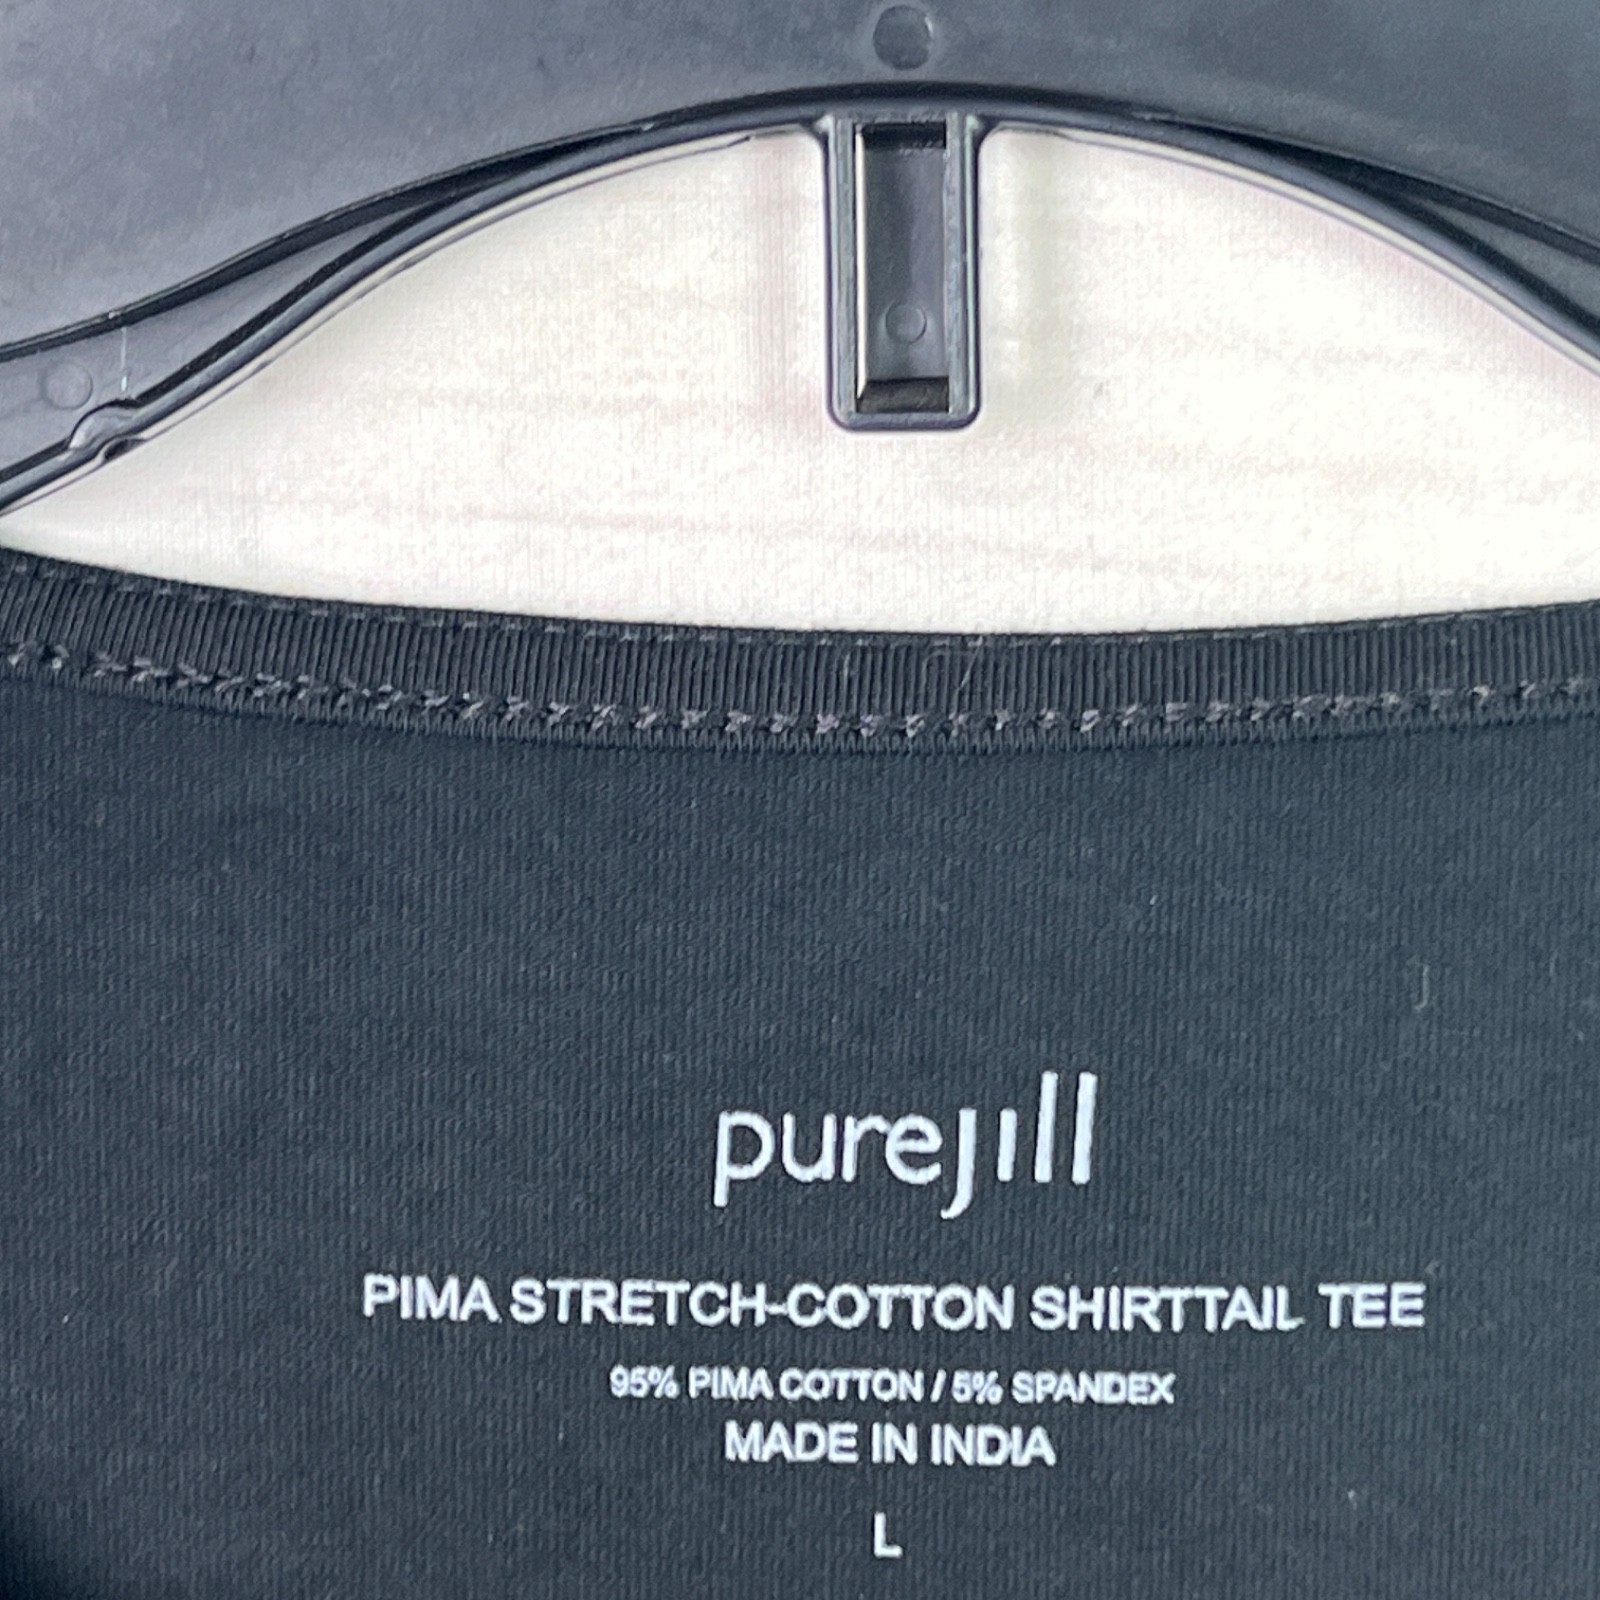 purejill
PIMA STRETCH-COTTON SHIRTTAIL TEE
95% PIMA COTTON / 5% SPANDEX
MADE IN INDIA
L